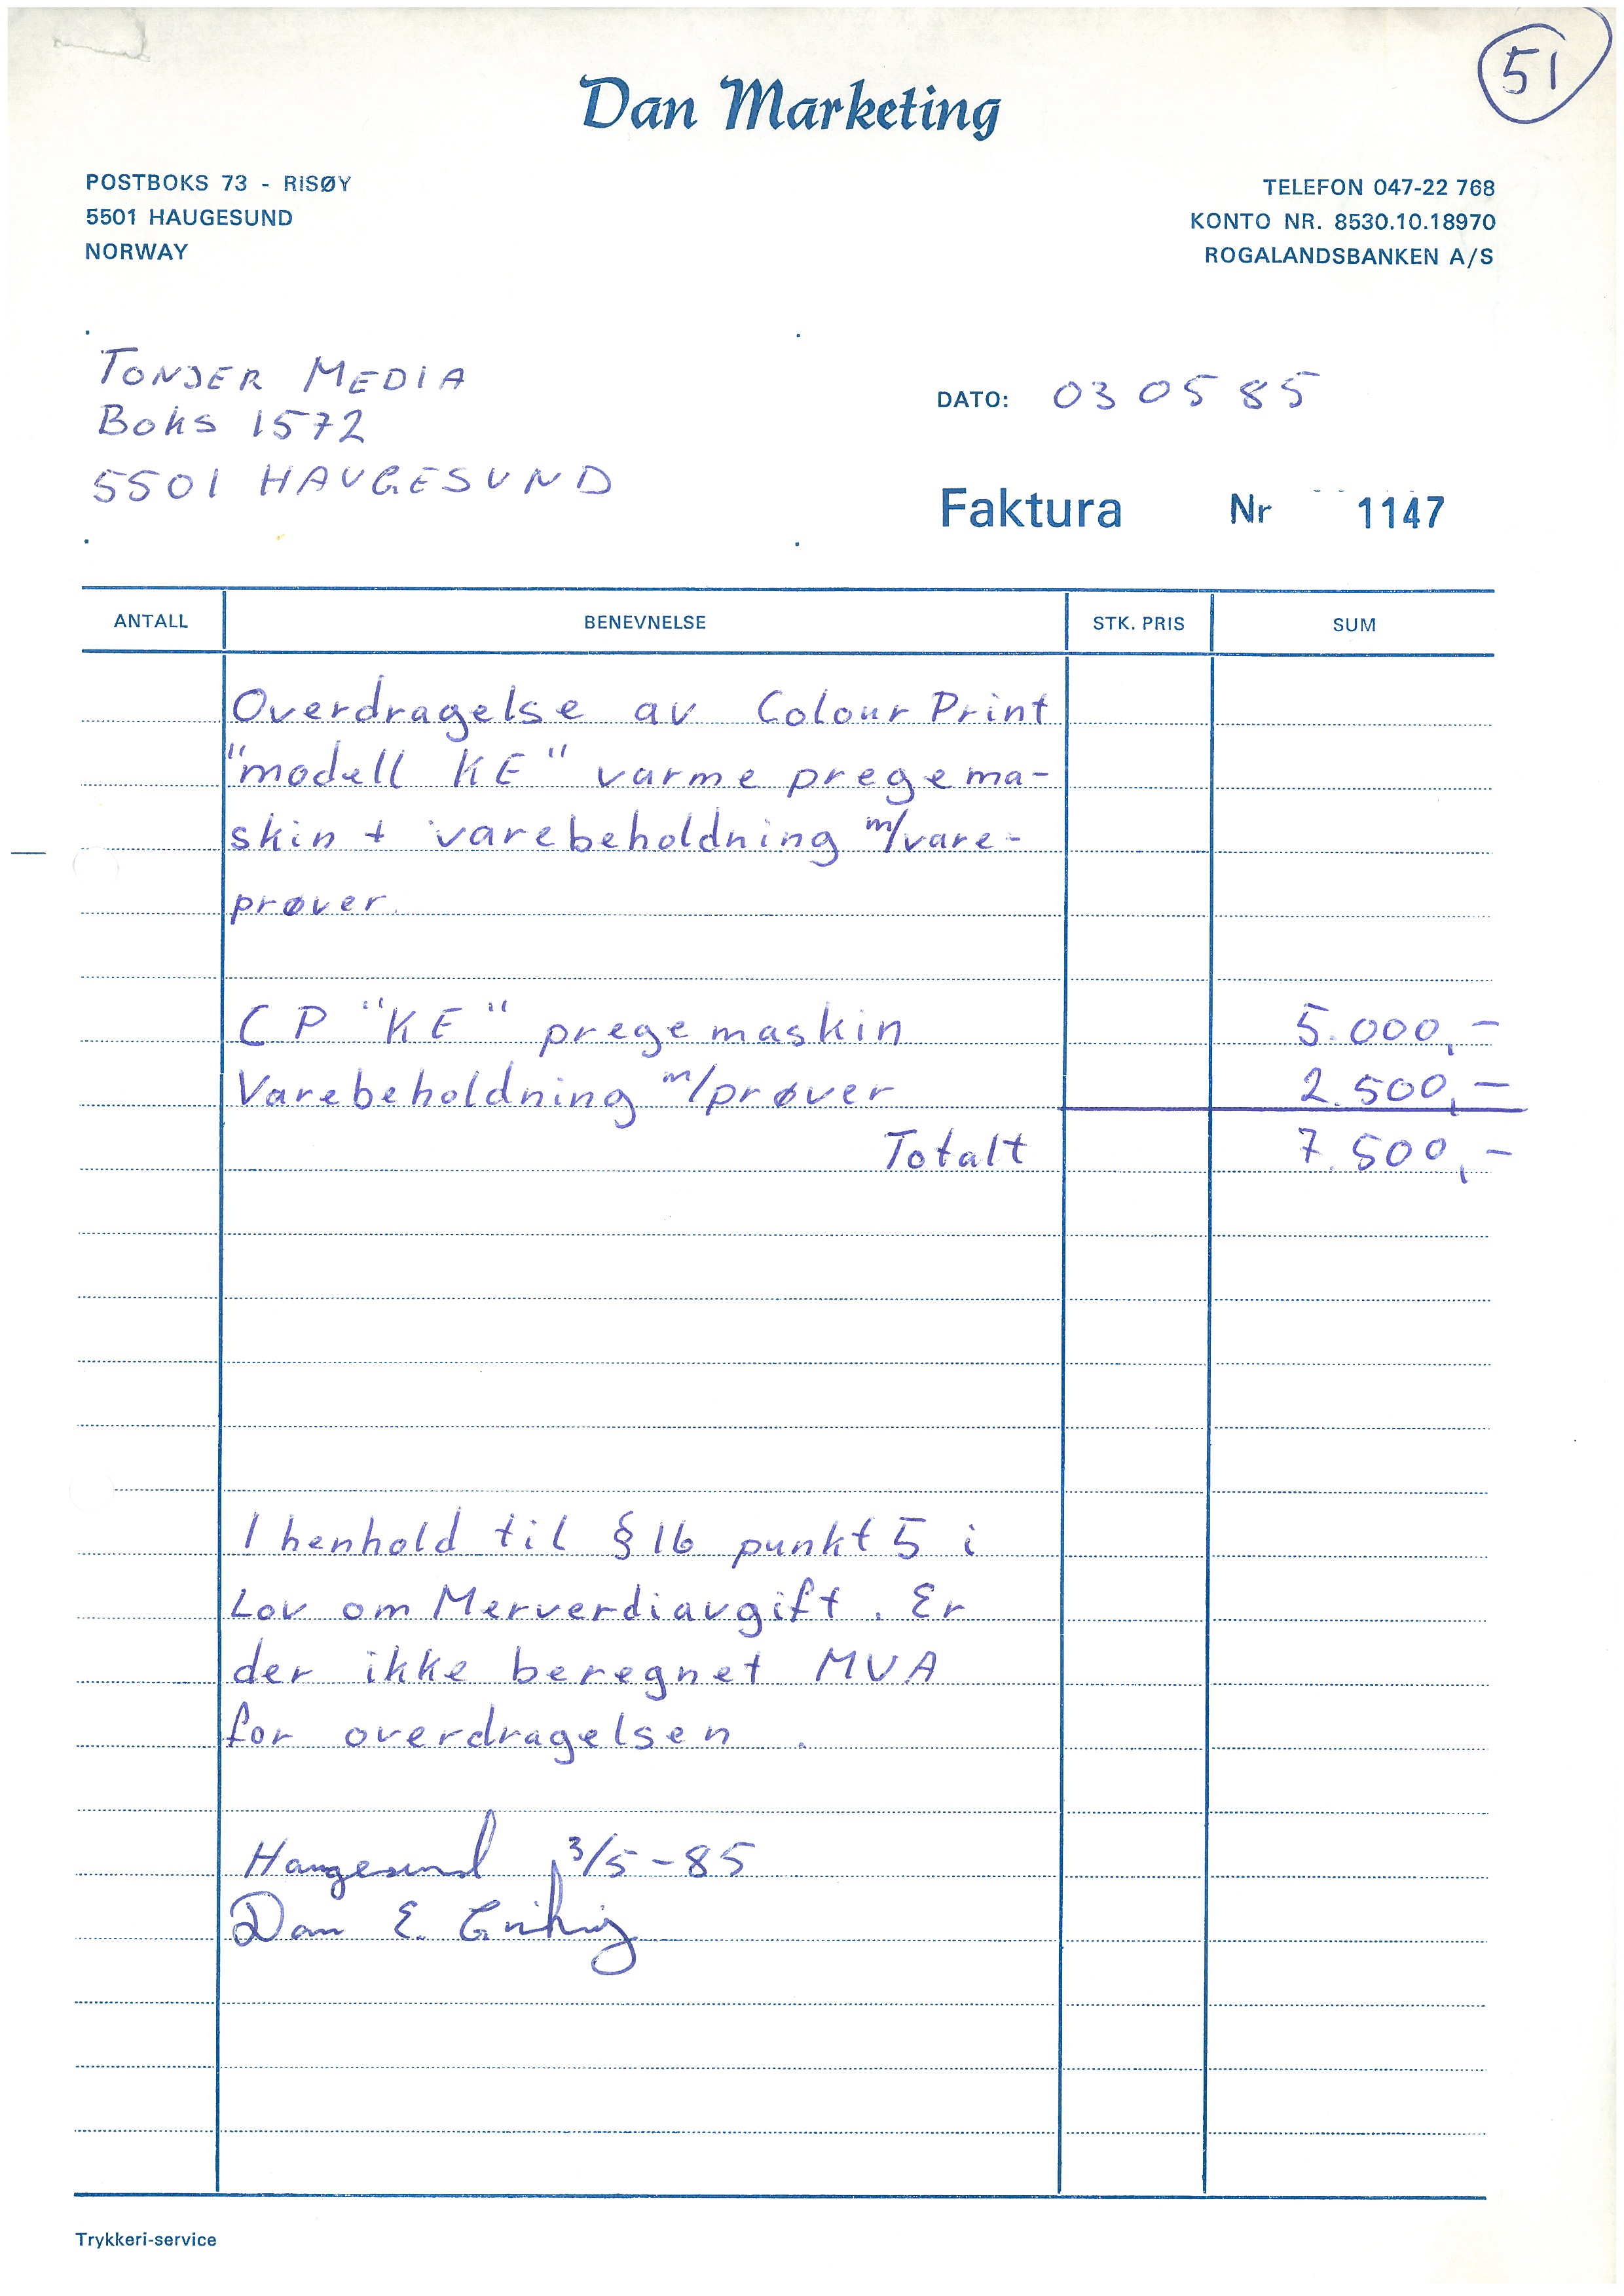 51
Dan Marketing
POSTBOKS 73 - RISØY
5501 HAUGESUND
NORWAY
TELEFON 047-22 768
KONTO NR. 8530.10.18970
ROGALANDSBANKEN A/S
TONJER MEDIA
Boks 1572
5501 HAUGESUND
DATO: 03 05 85
Faktura Nr 1147
ANTALL BENEVNELSE STK. PRIS SUM
Overdragelse av Colour Print
"modell KE" varme pregema-
skin + varebeholdning m/vare-
prøver.
CP "KE" pregemaskin 5.000,-
Varebeholdning m/prøver 2.500,-
Totalt 7.500,-
I henhold til § 16 punkt 5 i
Lov om Merverdiavgift. Er
der ikke beregnet MVA
for overdragelsen.
Haugesund, 3/5-85
Dan E.
Trykkeri-service